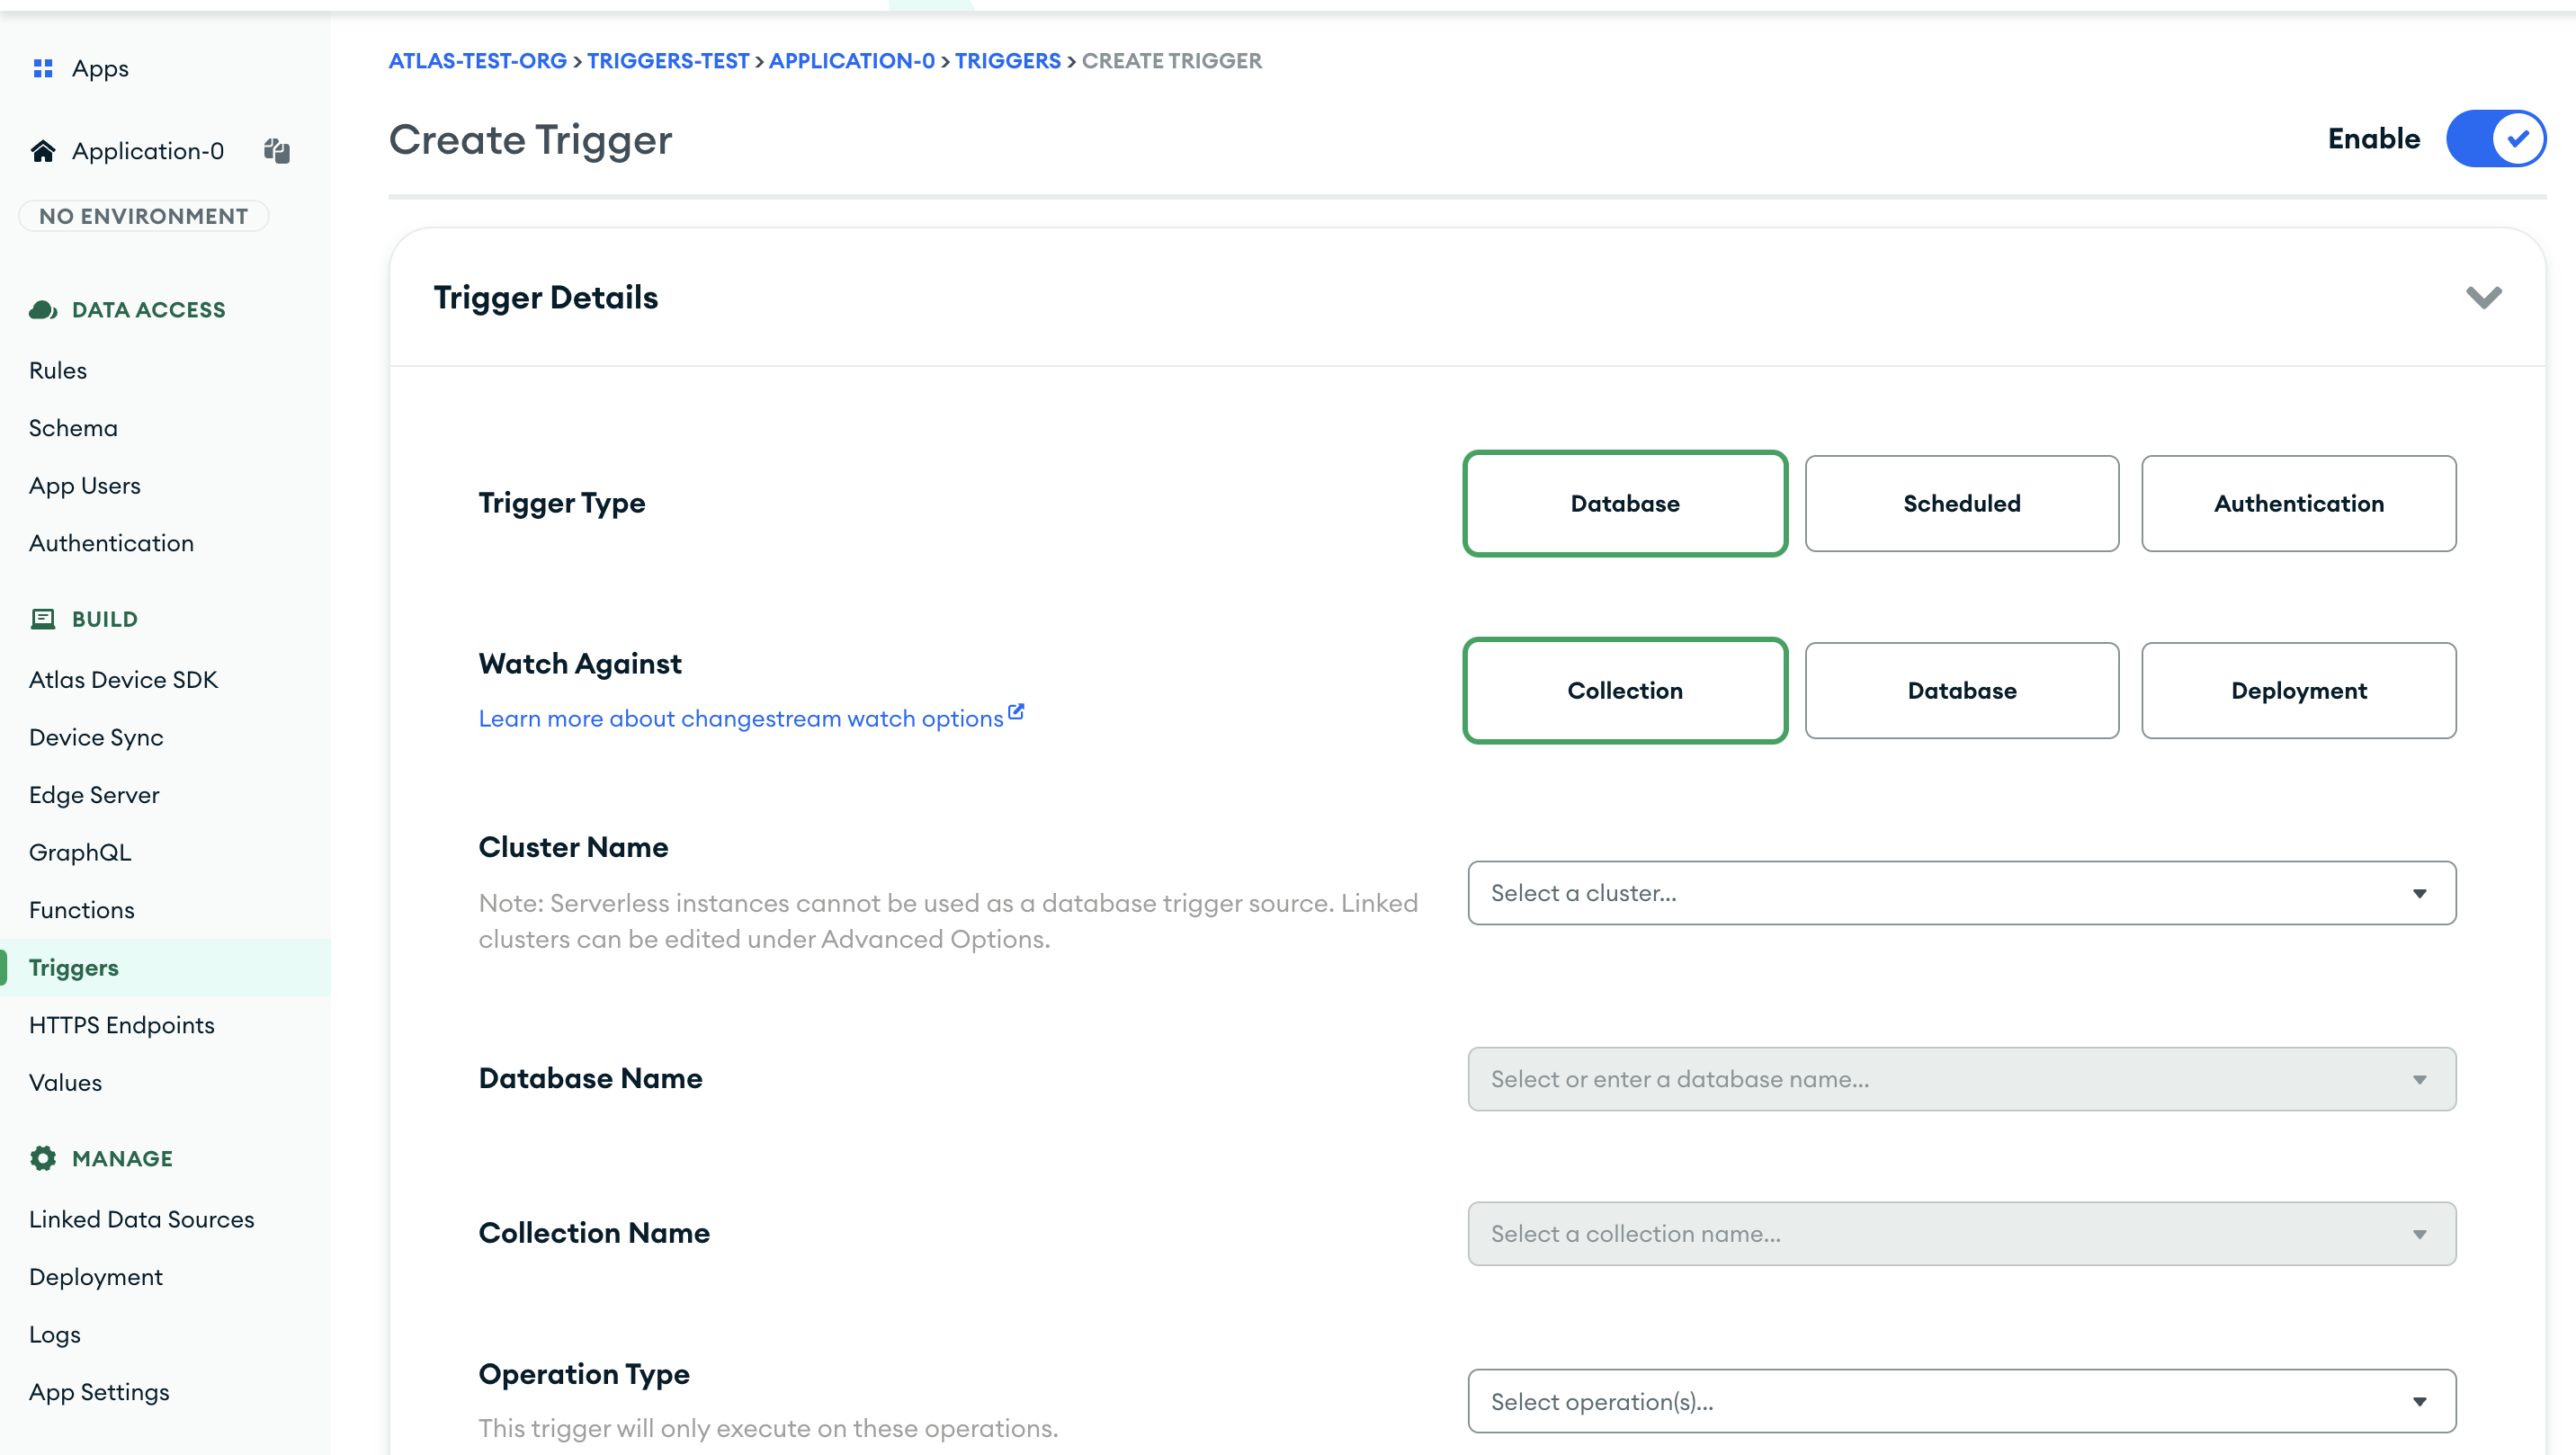 Apps
Application-0
NO ENVIRONMENT
DATA ACCESS
Rules
Schema
App Users
Authentication
BUILD
Atlas Device SDK
Device Sync
Edge Server
GraphQL
Functions
Triggers
HTTPS Endpoints
Values
MANAGE
Linked Data Sources
Deployment
Logs
App Settings
ATLAS-TEST-ORG > TRIGGERS-TEST > APPLICATION-0 > TRIGGERS > CREATE TRIGGER
Create Trigger
Enable
Trigger Details
Trigger Type
Database
Scheduled
Authentication
Watch Against
Learn more about changestream watch options
Collection
Database
Deployment
Cluster Name
Note: Serverless instances cannot be used as a database trigger source. Linked
clusters can be edited under Advanced Options.
Select a cluster...
Database Name
Select or enter a database name...
Collection Name
Select a collection name...
Operation Type
This trigger will only execute on these operations.
Select operation(s)...